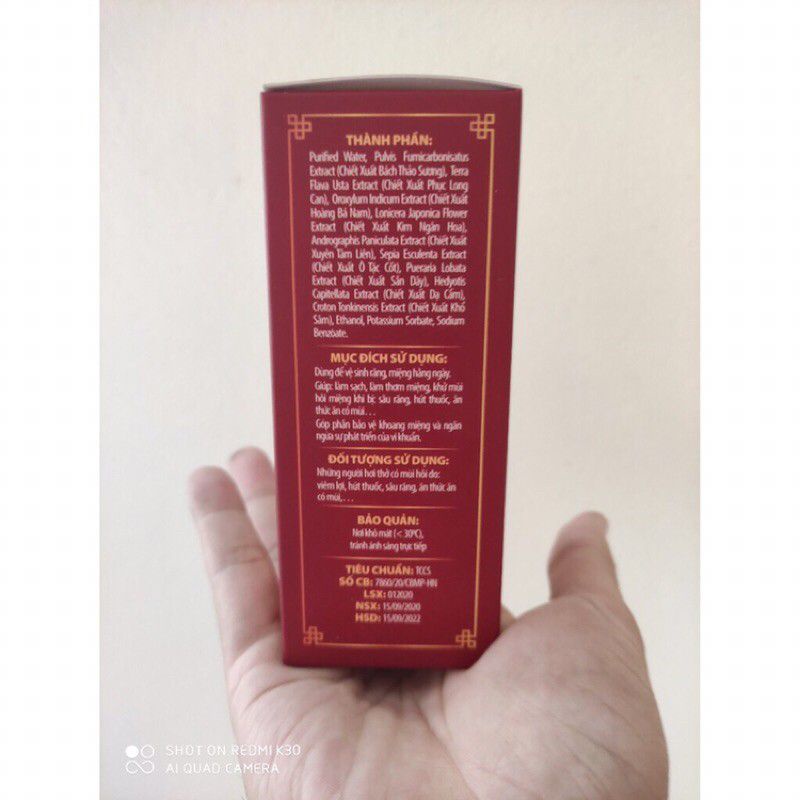 THÀNH PHẦN:
Purified Water, Pulvis Fumicarbonisatus
Extract (Chiết Xuất Bách Thảo Sương), Terra
Flava Usta Extract (Chiết Xuất Phục Long
Can), Oroxylum Indicum Extract (Chiết Xuất
Hoàng Bá Nam), Lonicera Japonica Flower
Extract (Chiết Xuất Kim Ngân Hoa),
Andrographis Paniculata Extract (Chiết Xuất
Xuyên Tâm Liên), Sepia Esculenta Extract
(Chiết Xuất Ô Tặc Cốt), Pueraria Lobata
Extract (Chiết Xuất Sắn Dây), Hedyotis
Capitellata Extract (Chiết Xuất Dạ Cẩm),
Croton Tonkinensis Extract (Chiết Xuất Khổ
Sâm), Ethanol, Potassium Sorbate, Sodium
Benzoate.
MỤC ĐÍCH SỬ DỤNG:
Dùng để vệ sinh răng, miệng hằng ngày.
Giúp: làm sạch, làm thơm miệng, khử mùi
hôi miệng khi bị: sâu răng, hút thuốc, ăn
thức ăn có mùi…
Góp phần bảo vệ khoang miệng và ngăn
ngừa sự phát triển của vi khuẩn.
ĐỐI TƯỢNG SỬ DỤNG:
Những người hơi thở có mùi hôi do:
viêm lợi, hút thuốc, sâu răng, ăn thức ăn
có mùi,…
BẢO QUẢN:
Nơi khô mát (< 30ºC),
tránh ánh sáng trực tiếp
TIÊU CHUẨN: TCCS
SỐ CB: 7860/20/CBMP-HN
LSX: 012020
NSX: 15/09/2020
HSD: 15/09/2022
SHOT ON REDMI K30
AI QUAD CAMERA